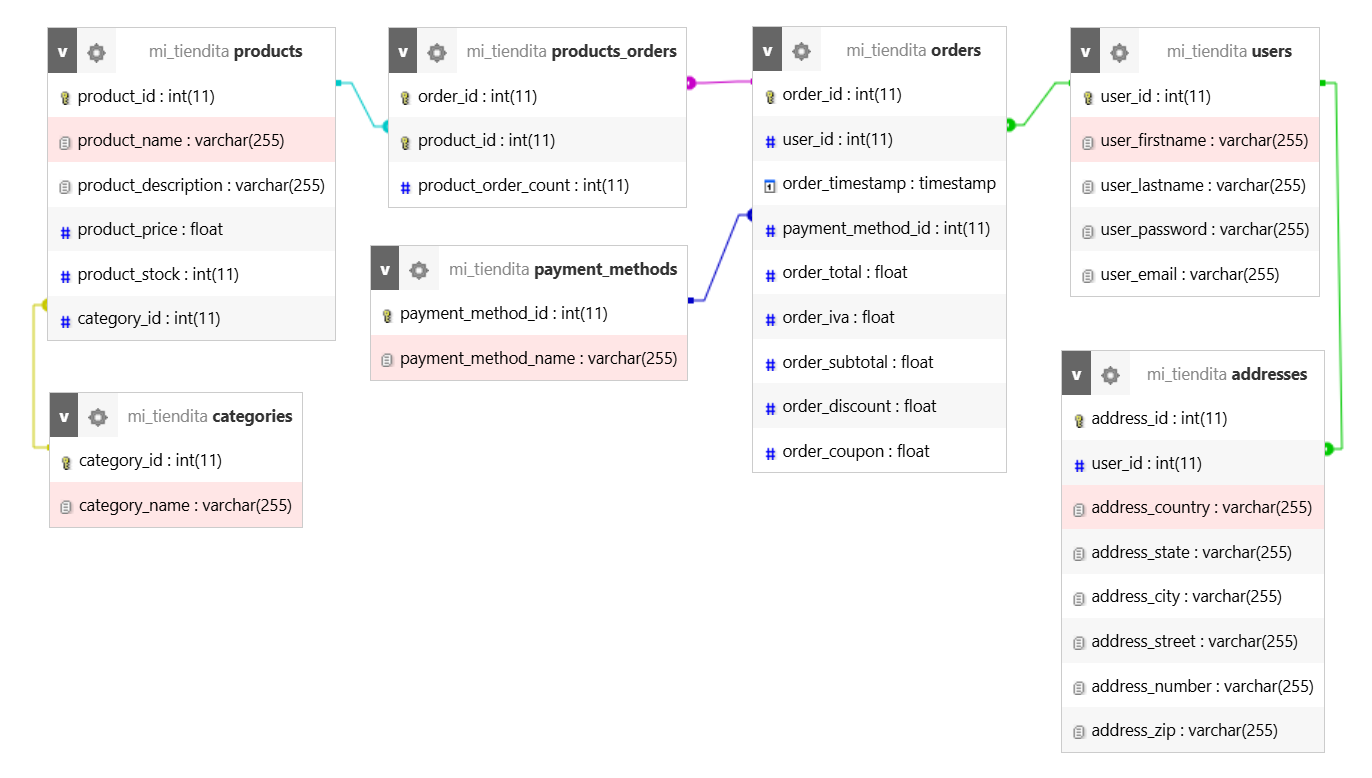 v mi_tiendita products
product_id : int(11)
product_name : varchar(255)
product_description : varchar(255)
product_price : float
product_stock : int(11)
category_id : int(11)
v mi_tiendita products_orders
order_id : int(11)
product_id : int(11)
product_order_count : int(11)
v mi_tiendita orders
order_id : int(11)
user_id : int(11)
order_timestamp : timestamp
payment_method_id : int(11)
order_total : float
order_iva : float
order_subtotal : float
order_discount : float
order_coupon : float
v mi_tiendita users
user_id : int(11)
user_firstname : varchar(255)
user_lastname : varchar(255)
user_password : varchar(255)
user_email : varchar(255)
v mi_tiendita payment_methods
payment_method_id : int(11)
payment_method_name : varchar(255)
v mi_tiendita categories
category_id : int(11)
category_name : varchar(255)
v mi_tiendita addresses
address_id : int(11)
user_id : int(11)
address_country : varchar(255)
address_state : varchar(255)
address_city : varchar(255)
address_street : varchar(255)
address_number : varchar(255)
address_zip : varchar(255)